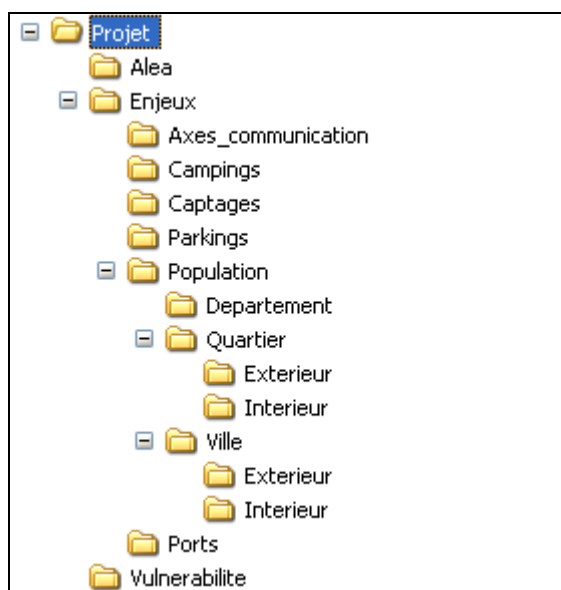 Projet
Alea
Enjeux
Axes_communication
Campings
Captages
Parkings
Population
Departement
Quartier
Exterieur
Interieur
Ville
Exterieur
Interieur
Ports
Vulnerabilite